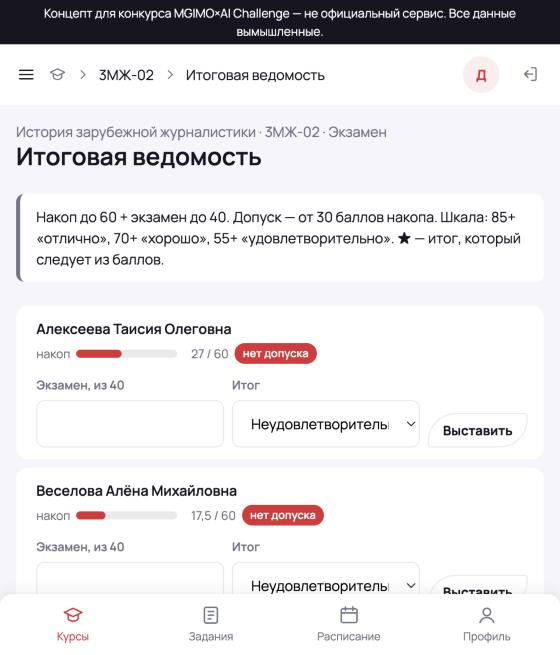 Концепт для конкурса MGIMO×AI Challenge — не официальный сервис. Все данные
вымышленные.
3МЖ-02 Итоговая ведомость Д
История зарубежной журналистики · 3МЖ-02 · Экзамен
Итоговая ведомость
Накоп до 60 + экзамен до 40. Допуск — от 30 баллов накопа. Шкала: 85+
«отлично», 70+ «хорошо», 55+ «удовлетворительно». ★ — итог, который
следует из баллов.
Алексеева Таисия Олеговна
накоп 27 / 60 нет допуска
Экзамен, из 40 Итог
Неудовлетворитель Выставить
Веселова Алёна Михайловна
накоп 17,5 / 60 нет допуска
Экзамен, из 40 Итог
Неудовлетворитель Выставить
Курсы Задания Расписание Профиль